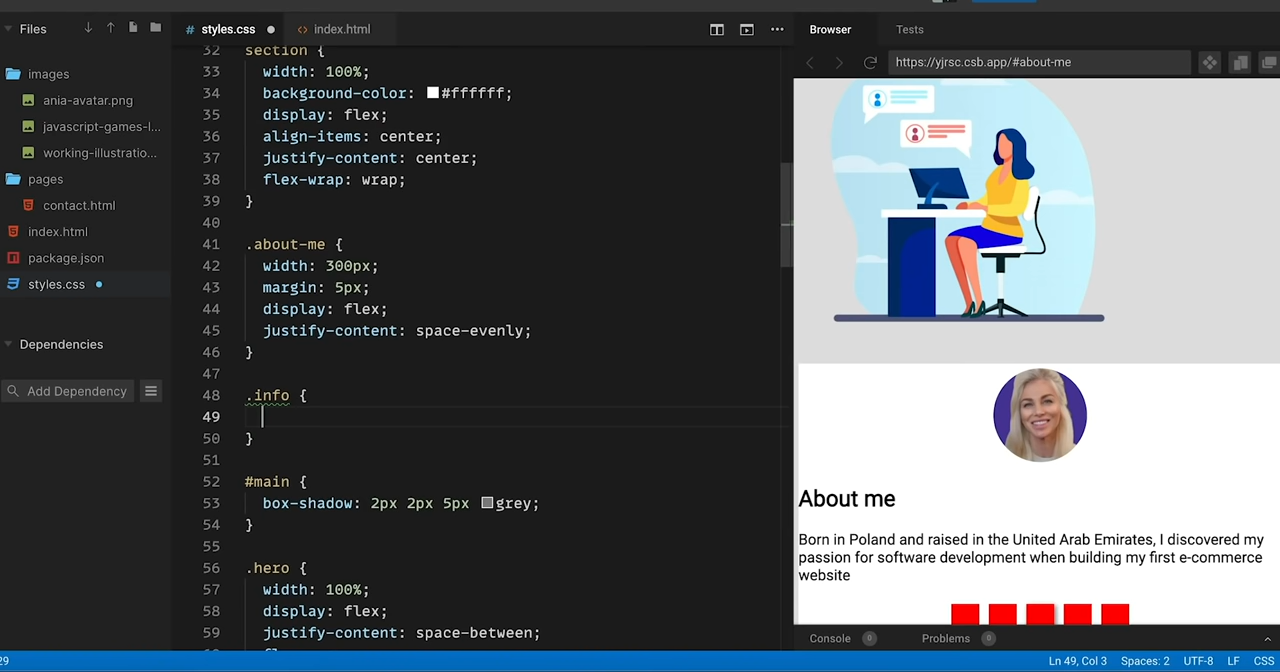 Files
styles.css
index.html
Browser
Tests
https://yjrsc.csb.app/#about-me
images
ania-avatar.png
javascript-games-l...
working-illustratio...
pages
contact.html
index.html
package.json
styles.css
Dependencies
Add Dependency
32 section {
33 width: 100%;
34 background-color: #ffffff;
35 display: flex;
36 align-items: center;
37 justify-content: center;
38 flex-wrap: wrap;
39 }
40
41 .about-me {
42 width: 300px;
43 margin: 5px;
44 display: flex;
45 justify-content: space-evenly;
46 }
47
48 .info {
49
50 }
51
52 #main {
53 box-shadow: 2px 2px 5px grey;
54 }
55
56 .hero {
57 width: 100%;
58 display: flex;
59 justify-content: space-between;
About me
Born in Poland and raised in the United Arab Emirates, I discovered my
passion for software development when building my first e-commerce
website
Console 0
Problems 0
29
Ln 49, Col 3
Spaces: 2
UTF-8
LF
CSS